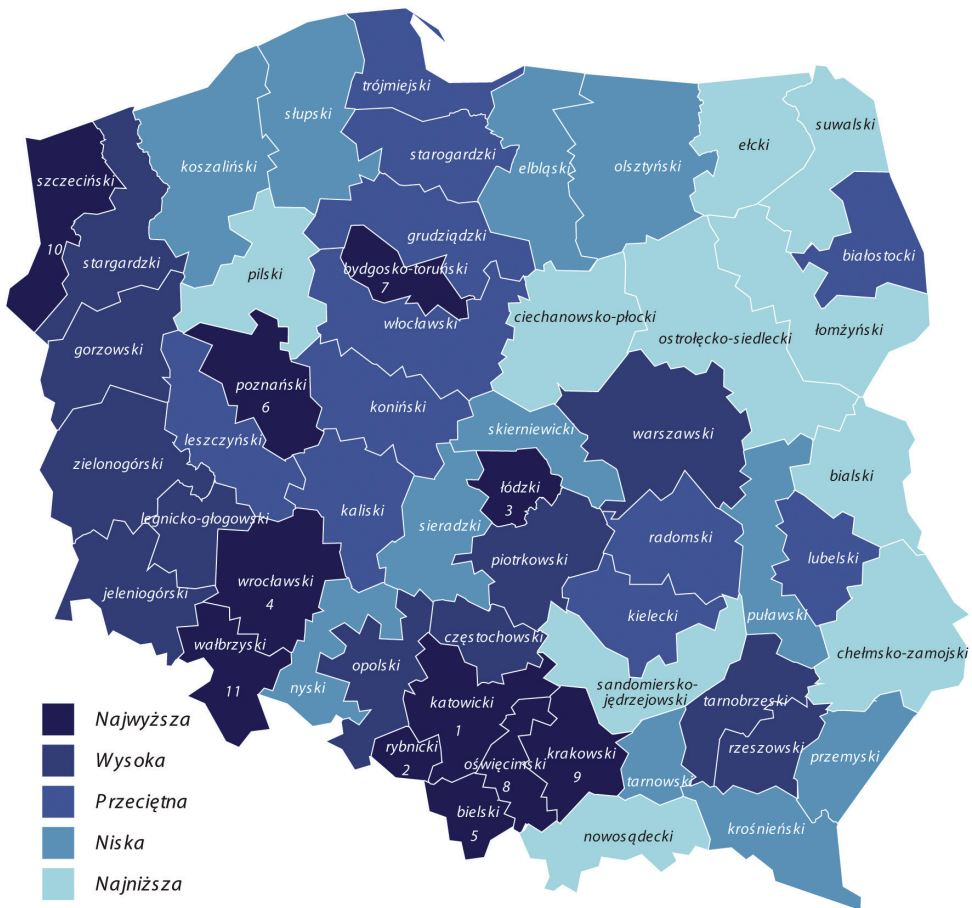 trójmiejski
słupski
suwalski
ełcki
starogardzki
koszaliński
elbląski
olsztyński
szczeciński
10
grudziądzki
białostocki
stargardzki
pilski
bydgosko-toruński
7
ciechanowsko-płocki
włocławski
łomżyński
ostrołęcko-siedlecki
gorzowski
poznański
6
koniński
skierniewicki
warszawski
leszczyński
zielonogórski
bialski
łódzki
3
legnicko-głogowski
kaliski
sieradzki
radomski
piotrkowski
lubelski
wrocławski
4
jeleniogórski
kielecki
puławski
częstochowski
wałbrzyski
11
opolski
chełmsko-zamojski
nyski
sandomiersko-
jędrzejowski
tarnobrzeski
katowicki
1
rybnicki
2
oświęcimski
8
krakowski
9
rzeszowski
przemyski
tarnowski
bielski
5
nowosądecki
krośnieński
Najwyższa
Wysoka
Przeciętna
Niska
Najniższa